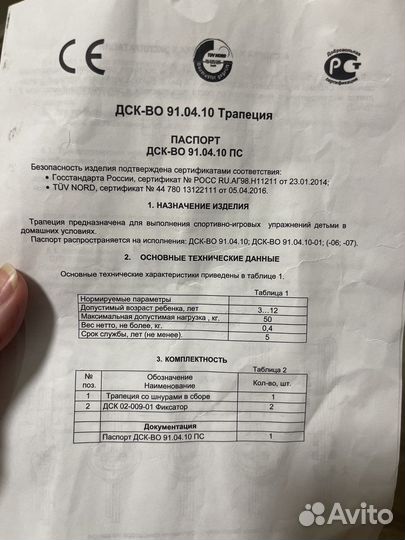 CE
TÜV NORD
Добровольная
сертификация
РСТ
ДСК-ВО 91.04.10 Трапеция
ПАСПОРТ
ДСК-ВО 91.04.10 ПС
Безопасность изделия подтверждена сертификатами соответствия:
• Госстандарта России, сертификат № РОСС RU.АГ98.Н11211 от 23.01.2014;
• TÜV NORD, сертификат № 44 780 13122111 от 05.04.2016.
1. НАЗНАЧЕНИЕ ИЗДЕЛИЯ
Трапеция предназначена для выполнения спортивно-игровых упражнений детьми в
домашних условиях.
Паспорт распространяется на исполнения: ДСК-ВО 91.04.10; ДСК-ВО 91.04.10-01; (-06; -07).
2. ОСНОВНЫЕ ТЕХНИЧЕСКИЕ ДАННЫЕ
Основные технические характеристики приведены в таблице 1.
Таблица 1
Нормируемые параметры
Допустимый возраст ребенка, лет 3…12
Максимальная допустимая нагрузка , кг. 50
Вес нетто, не более, кг. 0,4
Срок службы, лет (не менее). 5
3. КОМПЛЕКТНОСТЬ
Таблица 2
№ поз. Обозначение Наименование Кол-во, шт.
1 Трапеция со шнурами в сборе 1
2 ДСК 02-009-01 Фиксатор 2
Документация
Паспорт ДСК-ВО 91.04.10 ПС 1
Avito